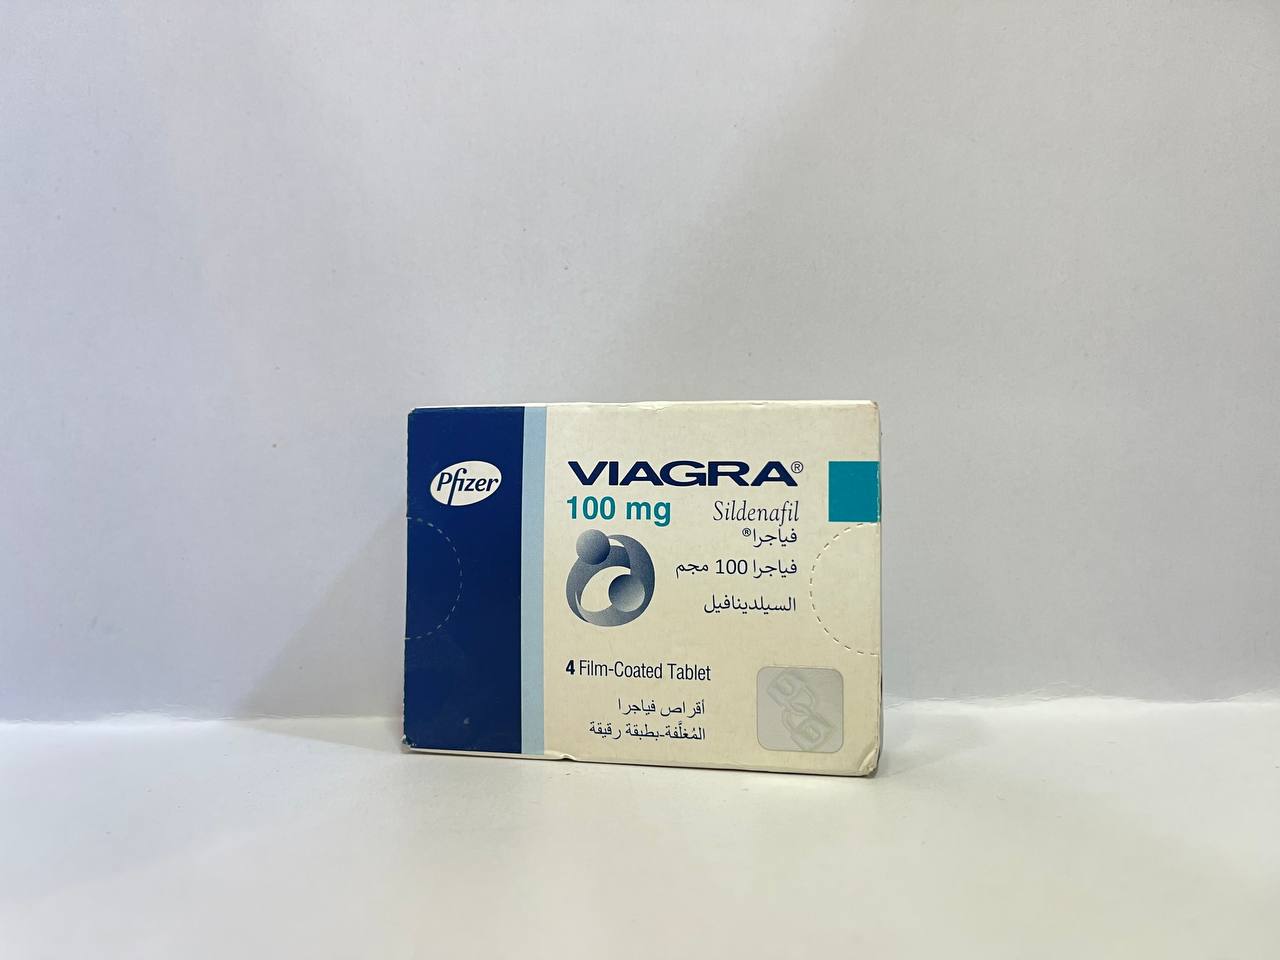 Pfizer
VIAGRA®
100 mg
Sildenafil
فياجرا®
فياجرا 100 مجم
السيلدينافيل
4 Film-Coated Tablet
أقراص فياجرا
المُغلَّفة-بطبقة رقيقة